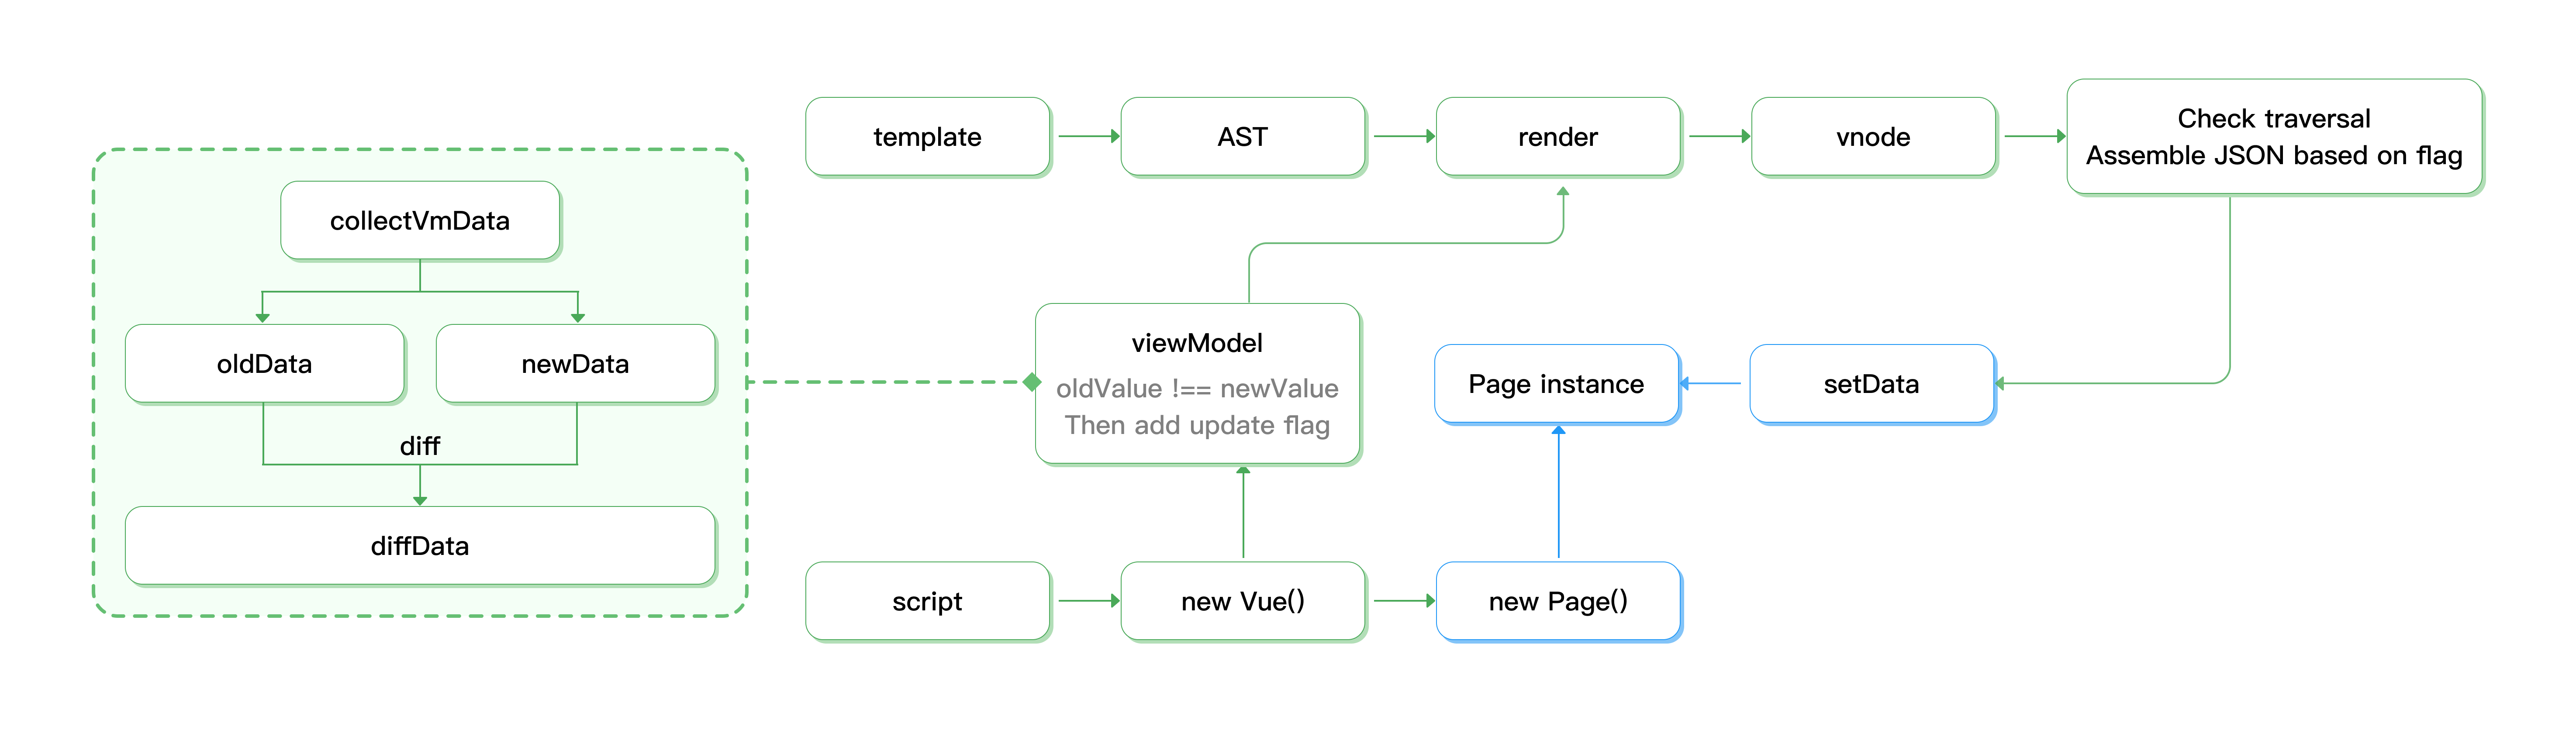 collectVmData
oldData
newData
diff
diffData
template
AST
render
vnode
Check traversal
Assemble JSON based on flag
viewModel
oldValue !== newValue
Then add update flag
Page instance
setData
script
new Vue()
new Page()